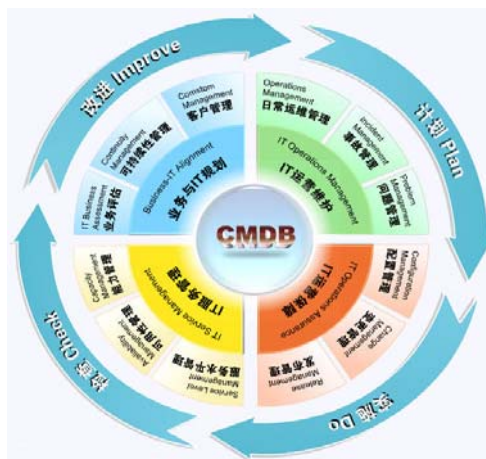 改进 Improve
计划 Plan
实施 Do
检查 Check
CMDB
Business-IT Alignment
业务与IT规划
IT Business
Assessment
业务评估
Continuity
Management
可持续性管理
Comstom
Management
客户管理
IT Operations Management
IT运营维护
Operations
Management
日常运维管理
Incident
Management
事故管理
Problem
Management
问题管理
IT Operations Assurance
IT运营保障
Configuration
Management
配置管理
Change
Management
变更管理
Release
Management
发布管理
IT Service Management
IT服务管理
Service Level
Management
服务水平管理
Availability
Management
可用性管理
Capacity
Management
能力管理